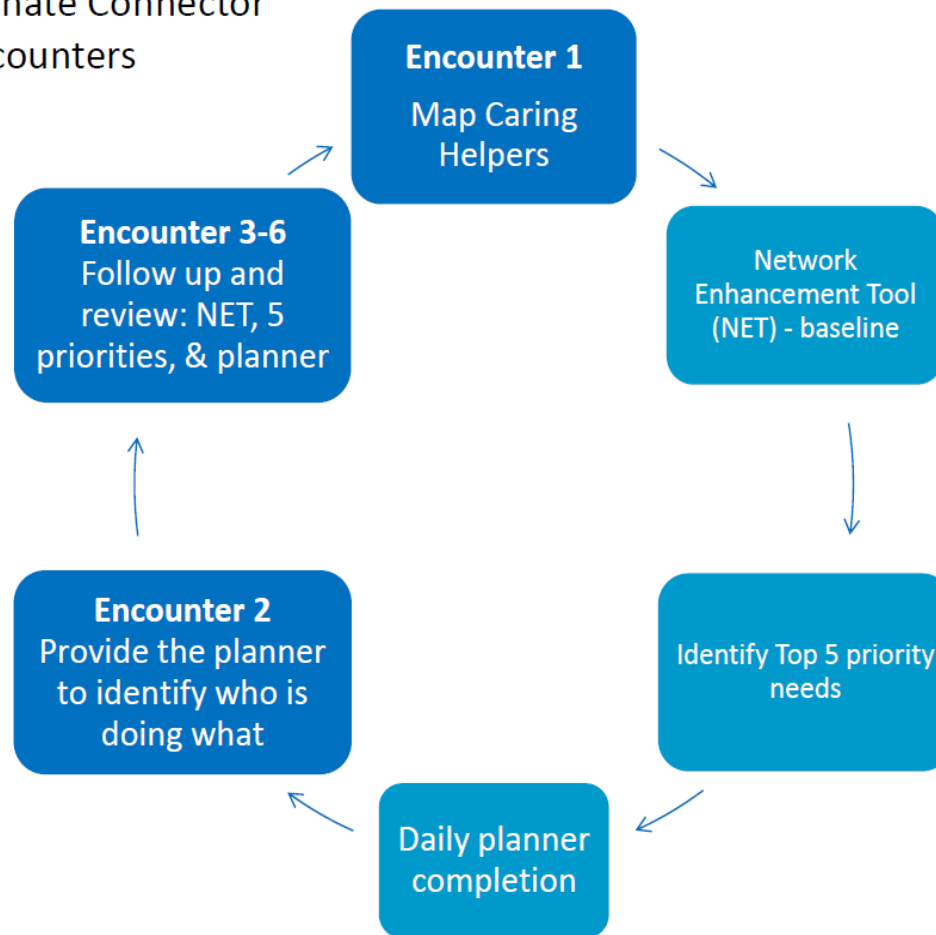 Connector
Encounter 1
Map Caring
Helpers
Network
Enhancement Tool
(NET) - baseline
Identify Top 5 priority
needs
Daily planner
completion
Encounter 2
Provide the planner
to identify who is
doing what
Encounter 3-6
Follow up and
review: NET, 5
priorities, & planner